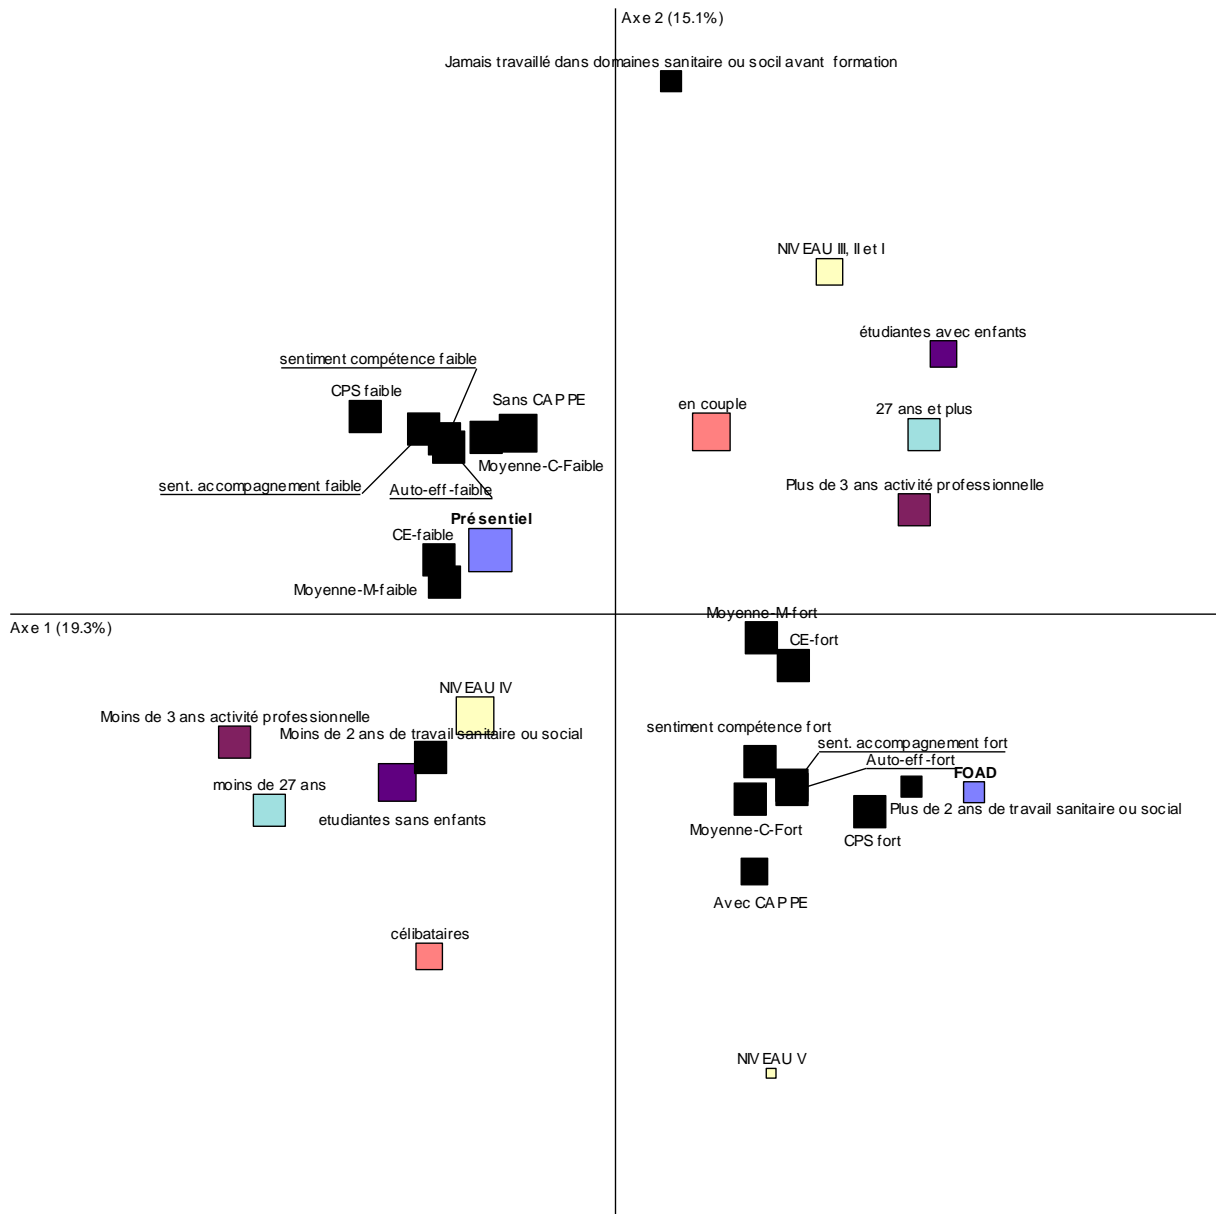 Axe 2 (15.1%)
Jamais travaillé dans domaines sanitaire ou socil avant formation
NIVEAU III, II et I
étudiantes avec enfants
sentiment compétence faible
CPS faible
Sans CAPPE
en couple
27 ans et plus
Moyenne-C-Faible
sent. accompagnement faible
Auto-eff-faible
Plus de 3 ans activité professionnelle
Présentiel
CE-faible
Moyenne-M-faible
Moyenne-M-fort
Axe 1 (19.3%)
CE-fort
NIVEAU IV
Moins de 3 ans activité professionnelle
Moins de 2 ans de travail sanitaire ou social
sentiment compétence fort
sent. accompagnement fort
Auto-eff-fort
FOAD
moins de 27 ans
etudiantes sans enfants
Plus de 2 ans de travail sanitaire ou social
Moyenne-C-Fort
CPS fort
Avec CAPPE
célibataires
NIVEAU V